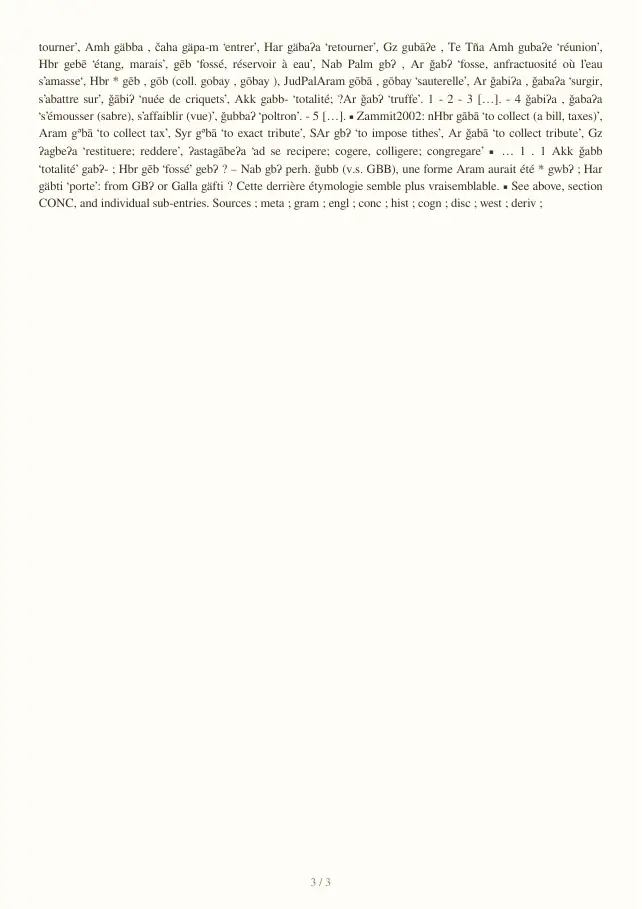 tourner’, Amh gäbba , čaha gäpa-m ‘entrer’, Har gäbaʔa ‘retourner’, Gz gubāʔe , Te Tña Amh gubaʔe ‘réunion’,
Hbr gebē ‘étang, marais’, gēb ‘fossé, réservoir à eau’, Nab Palm gbʔ , Ar ǧabʔ ‘fosse, anfractuosité où l’eau
s’amasse‘, Hbr * gēb , gōb (coll. gobay , gōbay ), JudPalAram gōbā , gōbay ‘sauterelle’, Ar ǧabiʔa , ǧabaʔa ‘surgir,
s’abattre sur’, ǧābiʔ ‘nuée de criquets’, Akk gabb- ‘totalité; ?Ar ǧabʔ ‘truffe’. 1 - 2 - 3 […]. - 4 ǧabiʔa , ǧabaʔa
‘s’émousser (sabre), s’affaiblir (vue)’, ǧubbaʔ ‘poltron’. - 5 […]. ▪ Zammit2002: nHbr gābā ‘to collect (a bill, taxes)’,
Aram gᵊbā ‘to collect tax’, Syr gᵊbā ‘to exact tribute’, SAr gbʔ ‘to impose tithes’, Ar ǧabā ‘to collect tribute’, Gz
ʔagbeʔa ‘restituere; reddere’, ʔastagābeʔa ‘ad se recipere; cogere, colligere; congregare’ ▪ … 1 . 1 Akk ǧabb
‘totalité’ gabʔ- ; Hbr gēb ‘fossé’ gebʔ ? – Nab gbʔ perh. ǧubb (v.s. GBB), une forme Aram aurait été * gwbʔ ; Har
gäbti ‘porte’: from GBʔ or Galla gäfti ? Cette derrière étymologie semble plus vraisemblable. ▪ See above, section
CONC, and individual sub-entries. Sources ; meta ; gram ; engl ; conc ; hist ; cogn ; disc ; west ; deriv ;
3 / 3